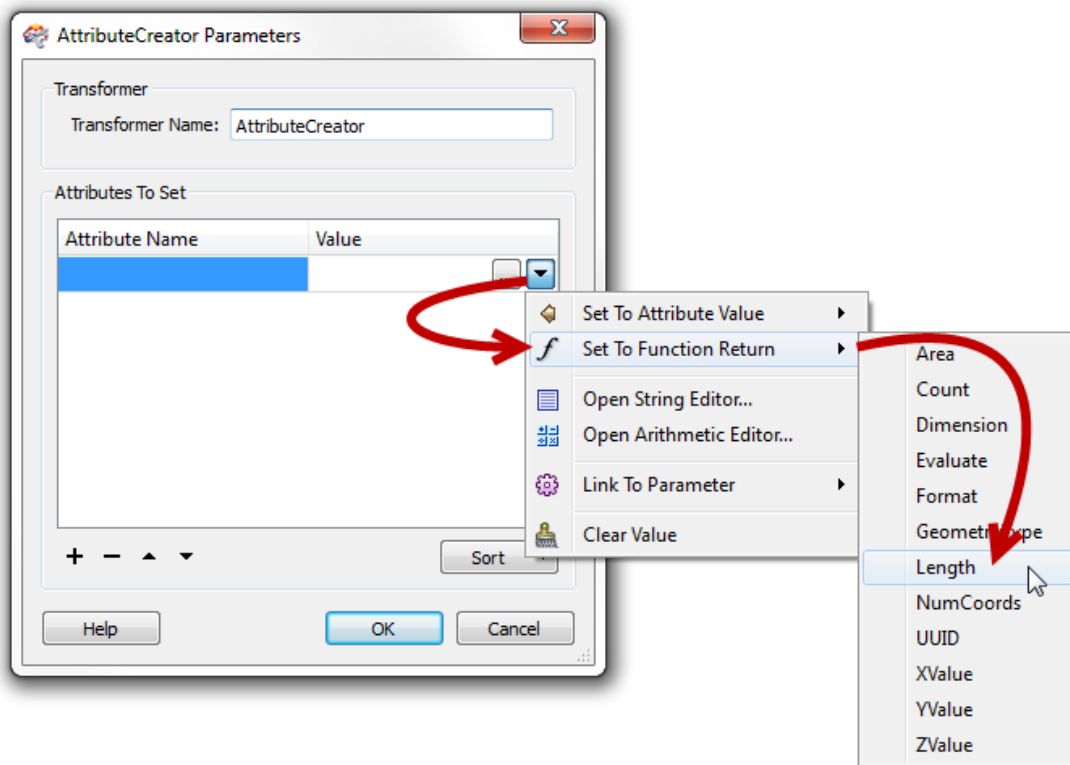 AttributeCreator Parameters
Transformer
Transformer Name: AttributeCreator
Attributes To Set
Attribute Name Value
...
Set To Attribute Value
Set To Function Return
Open String Editor...
Open Arithmetic Editor...
Link To Parameter
Clear Value
Area
Count
Dimension
Evaluate
Format
Length
NumCoords
UUID
XValue
YValue
ZValue
Sort
Help OK Cancel